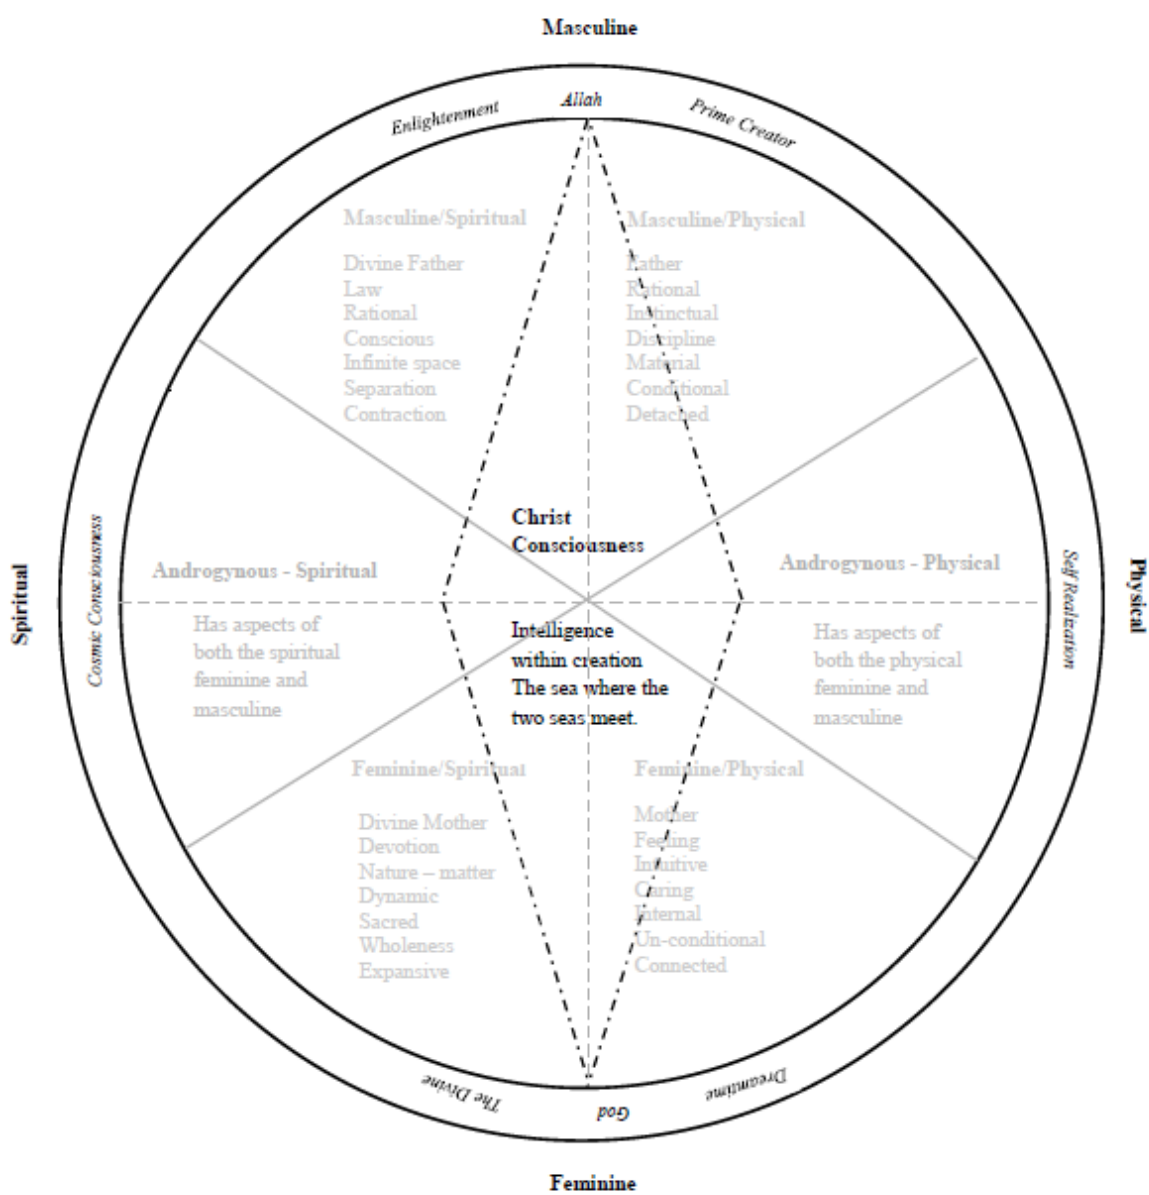 Masculine
Enlightenment
Allah
Prime Creator
Masculine/Spiritual
Divine Father
Law
Rational
Conscious
Infinite space
Separation
Contraction
Masculine/Physical
Father
Rational
Instinctual
Discipline
Material
Conditional
Detached
Christ
Consciousness
Spiritual
Cosmic Consciousness
Androgynous - Spiritual
Has aspects of
both the spiritual
feminine and
masculine
Intelligence
within creation
The sea where the
two seas meet.
Androgynous - Physical
Has aspects of
both the physical
feminine and
masculine
Self Realization
Physical
Feminine/Spiritual
Divine Mother
Devotion
Nature – matter
Dynamic
Sacred
Wholeness
Expansive
Feminine/Physical
Mother
Feeling
Intuitive
Caring
Internal
Un-conditional
Connected
The Divine
God
Dreamtime
Feminine